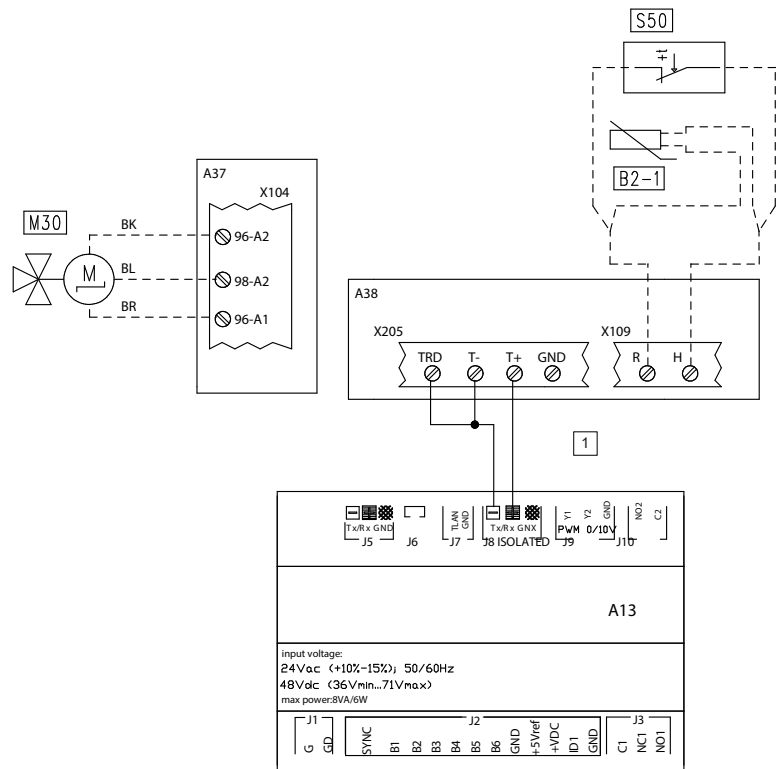 S50
+t
B2-1
A37
X104
M30
BK
96-A2
M
BL
98-A2
BR
96-A1
A38
X205
X109
TRD T- T+ GND
R H
1
Tx/Rx GND
J5
J6
TLAN
GND
J7
Tx/Rx GNX
J8 ISOLATED
Y1
Y2
GND
PWM 0/10V
J9
NO2
C2
J10
A13
input voltage:
24Vac (+10%-15%); 50/60Hz
48Vdc (36Vmin...71Vmax)
max power:8VA/6W
J1
G
GD
J2
SYNC
B1
B2
B3
B4
B5
B6
GND
+5Vref
+VDC
ID1
GND
J3
C1
NC1
NO1